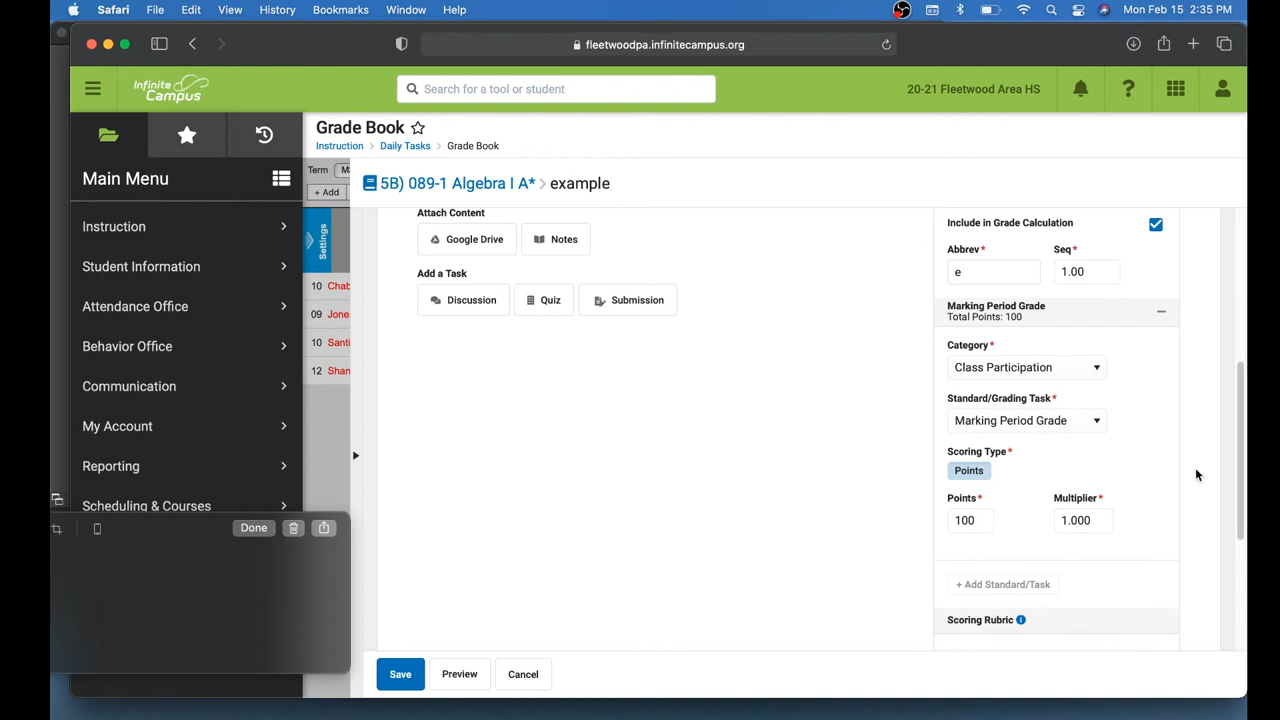 Safari File Edit View History Bookmarks Window Help Mon Feb 15 2:35 PM
fleetwoodpa.infinitecampus.org
Infinite Campus
Search for a tool or student
20-21 Fleetwood Area HS
Grade Book
Instruction > Daily Tasks > Grade Book
Main Menu
Instruction
Student Information
Attendance Office
Behavior Office
Communication
My Account
Reporting
Scheduling & Courses
Done
Term
+ Add
Settings
10 Chab
09 Jone
10 Santi
12 Shan
5B) 089-1 Algebra I A* > example
Attach Content
Google Drive Notes
Add a Task
Discussion Quiz Submission
Include in Grade Calculation
Abbrev* Seq*
e 1.00
Marking Period Grade
Total Points: 100
Category*
Class Participation
Standard/Grading Task*
Marking Period Grade
Scoring Type*
Points
Points* Multiplier*
100 1.000
+ Add Standard/Task
Scoring Rubric
Save Preview Cancel